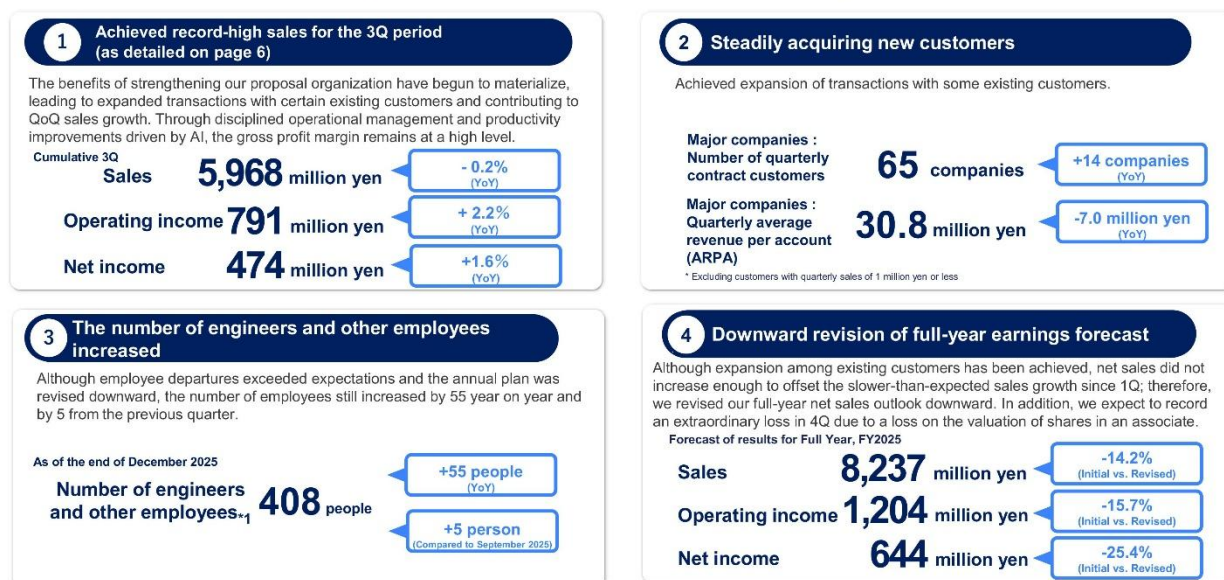 1
Achieved record-high sales for the 3Q period
(as detailed on page 6)
The benefits of strengthening our proposal organization have begun to materialize,
leading to expanded transactions with certain existing customers and contributing to
QoQ sales growth. Through disciplined operational management and productivity
improvements driven by AI, the gross profit margin remains at a high level.
Cumulative 3Q
Sales 5,968 million yen - 0.2%
(YoY)
Operating income 791 million yen + 2.2%
(YoY)
Net income 474 million yen +1.6%
(YoY)
2 Steadily acquiring new customers
Achieved expansion of transactions with some existing customers.
Major companies :
Number of quarterly
contract customers
65 companies
+14 companies
(YoY)
Major companies :
Quarterly average
revenue per account
(ARPA)
30.8 million yen
-7.0 million yen
(YoY)
* Excluding customers with quarterly sales of 1 million yen or less
3
The number of engineers and other employees
increased
Although employee departures exceeded expectations and the annual plan was
revised downward, the number of employees still increased by 55 year on year and
by 5 from the previous quarter.
As of the end of December 2025
Number of engineers
and other employees*1
408 people
+55 people
(YoY)
+5 person
(Compared to September 2025)
4 Downward revision of full-year earnings forecast
Although expansion among existing customers has been achieved, net sales did not
increase enough to offset the slower-than-expected sales growth since 1Q; therefore,
we revised our full-year net sales outlook downward. In addition, we expect to record
an extraordinary loss in 4Q due to a loss on the valuation of shares in an associate.
Forecast of results for Full Year, FY2025
Sales 8,237 million yen -14.2%
(Initial vs. Revised)
Operating income 1,204 million yen -15.7%
(Initial vs. Revised)
Net income 644 million yen -25.4%
(Initial vs. Revised)